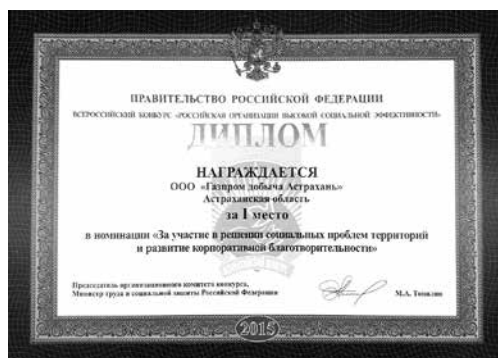 ПРАВИТЕЛЬСТВО РОССИЙСКОЙ ФЕДЕРАЦИИ
ВСЕРОССИЙСКИЙ КОНКУРС «РОССИЙСКАЯ ОРГАНИЗАЦИЯ ВЫСОКОЙ СОЦИАЛЬНОЙ ЭФФЕКТИВНОСТИ»
ДИПЛОМ
НАГРАЖДАЕТСЯ
ООО «Газпром добыча Астрахань»
Астраханская область
за I место
в номинации «За участие в решении социальных проблем территорий
и развитие корпоративной благотворительности»
Председатель организационного комитета конкурса,
Министр труда и социальной защиты Российской Федерации
М.А. Топилин
2015